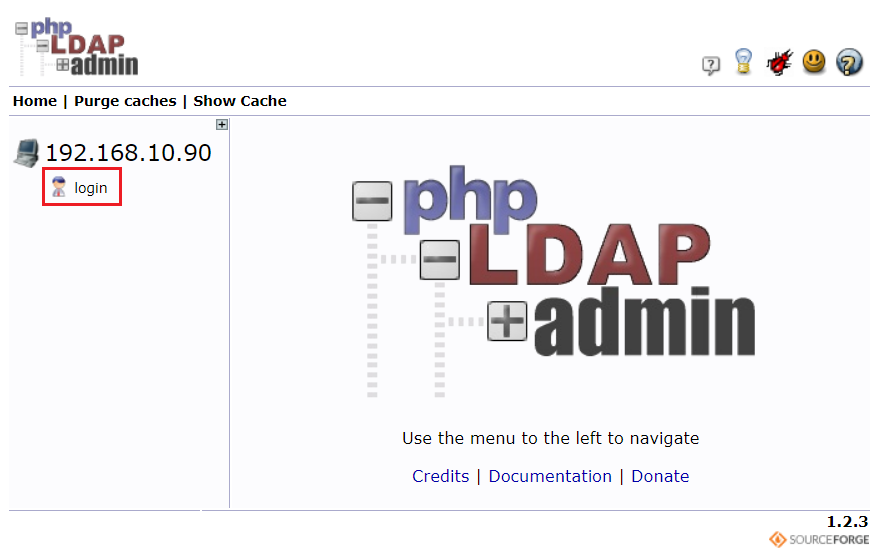 php
LDAP
admin
Home | Purge caches | Show Cache
192.168.10.90
login
php
LDAP
admin
Use the menu to the left to navigate
Credits | Documentation | Donate
1.2.3
SOURCEFORGE